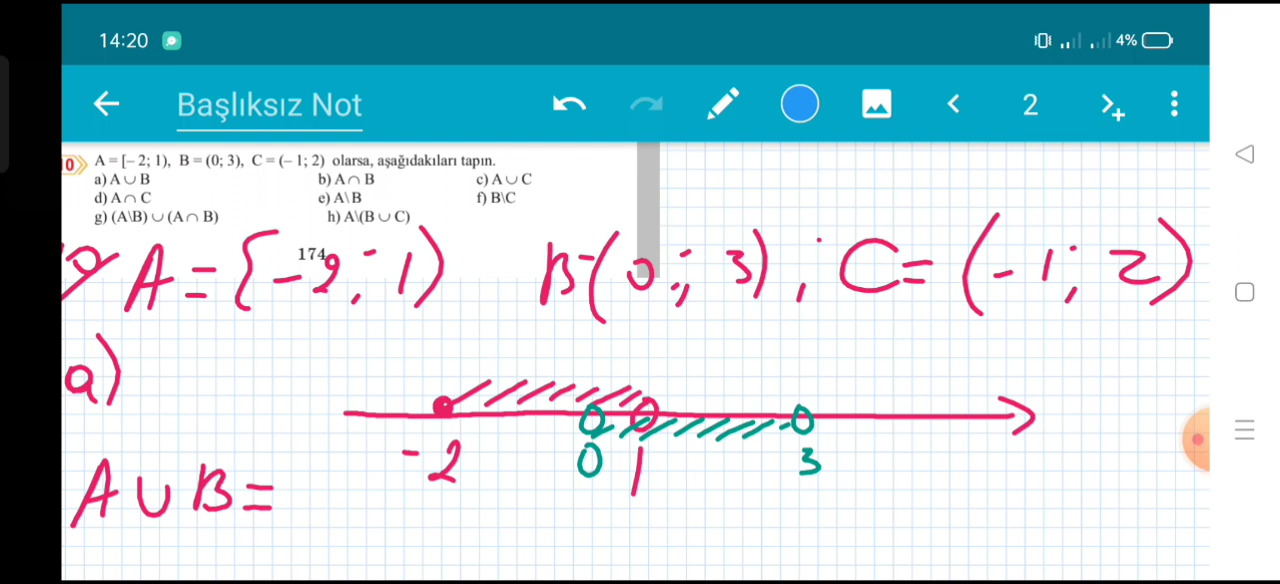 14:20 4%
Başlıksız Not 2
0 A = [– 2; 1), B = (0; 3), C = (– 1; 2) olarsa, aşağıdakıları tapın.
a) A ∪ B b) A ∩ B c) A ∪ C
d) A ∩ C e) A\B f) B\C
g) (A\B) ∪ (A ∩ B) h) A\(B ∪ C)
174
A = [-2; 1) B-(0; 3); C = (-1; 2)
a)
-2 0 1 3
A ∪ B =